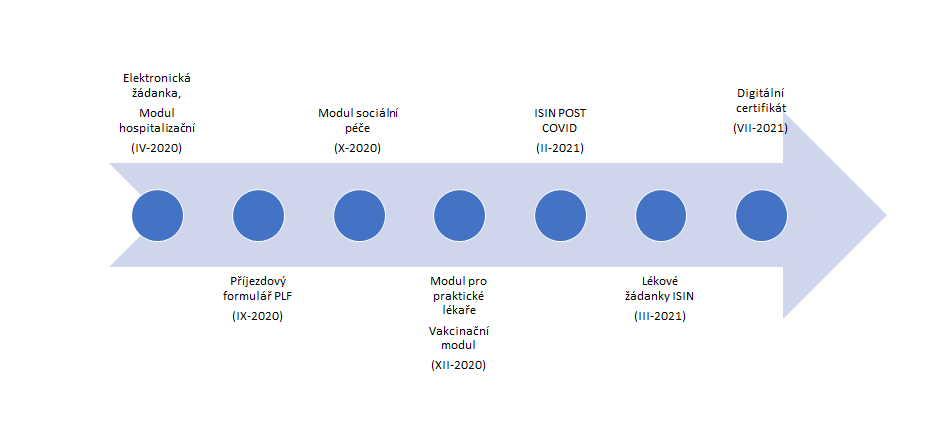 Elektronická
žádanka,
Modul
hospitalizační
(IV-2020)
Příjezdový
formulář PLF
(IX-2020)
Modul sociální
péče
(X-2020)
Modul pro
praktické
lékaře
Vakcinační
modul
(XII-2020)
ISIN POST
COVID
(II-2021)
Lékové
žádanky ISIN
(III-2021)
Digitální
certifikát
(VII-2021)